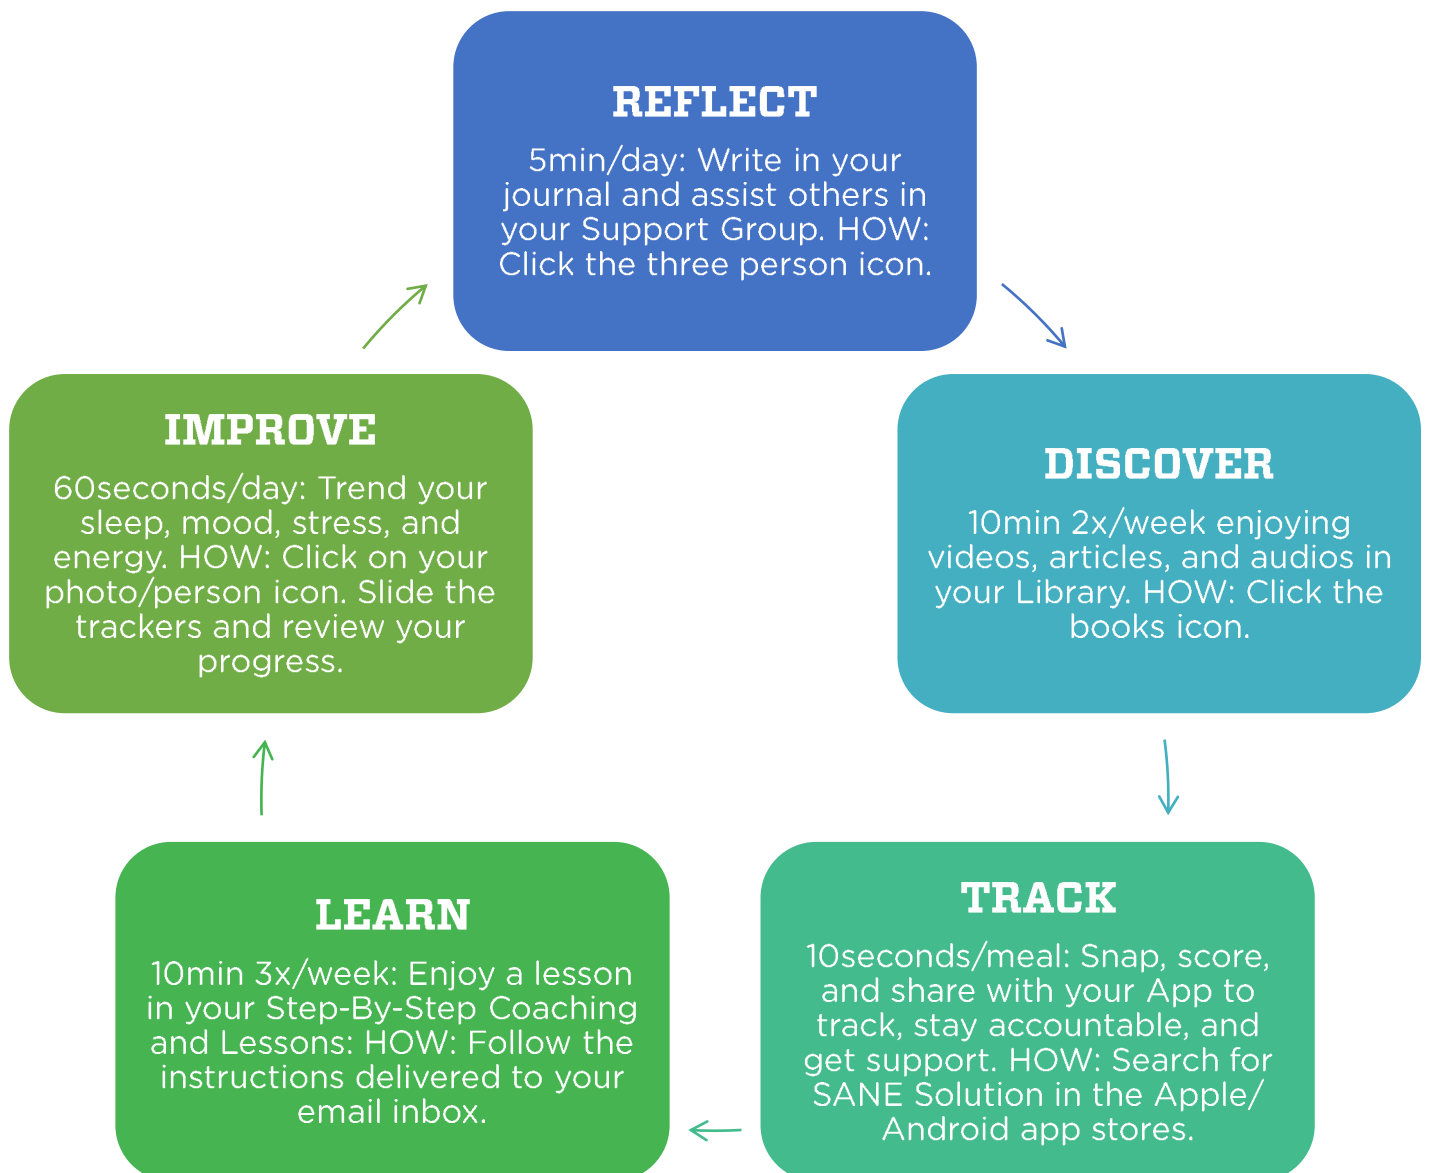 REFLECT
5min/day: Write in your
journal and assist others in
your Support Group. HOW:
Click the three person icon.
DISCOVER
10min 2x/week enjoying
videos, articles, and audios in
your Library. HOW: Click the
books icon.
TRACK
10seconds/meal: Snap, score,
and share with your App to
track, stay accountable, and
get support. HOW: Search for
SANE Solution in the Apple/
Android app stores.
LEARN
10min 3x/week: Enjoy a lesson
in your Step-By-Step Coaching
and Lessons: HOW: Follow the
instructions delivered to your
email inbox.
IMPROVE
60seconds/day: Trend your
sleep, mood, stress, and
energy. HOW: Click on your
photo/person icon. Slide the
trackers and review your
progress.